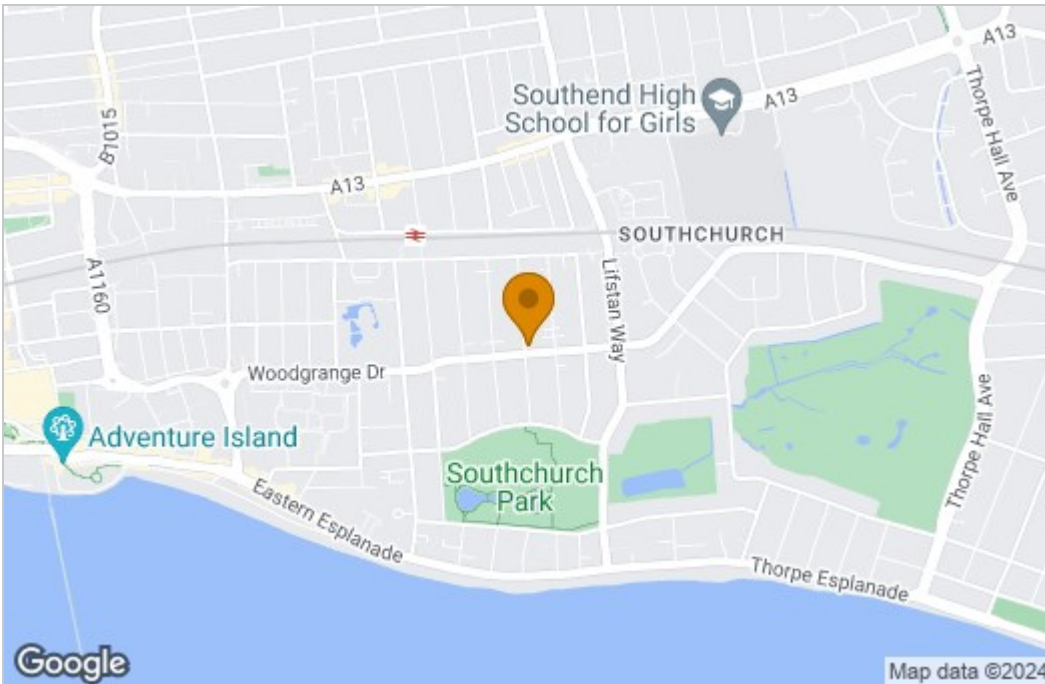 A13
Thorpe Hall Ave
Southend High
School for Girls
A13
B1015
A13
SOUTHCHURCH
A1160
Lifstan Way
Woodgrange Dr
Adventure Island
Thorpe Hall Ave
Southchurch
Park
Eastern Esplanade
Thorpe Esplanade
Google
Map data ©2024